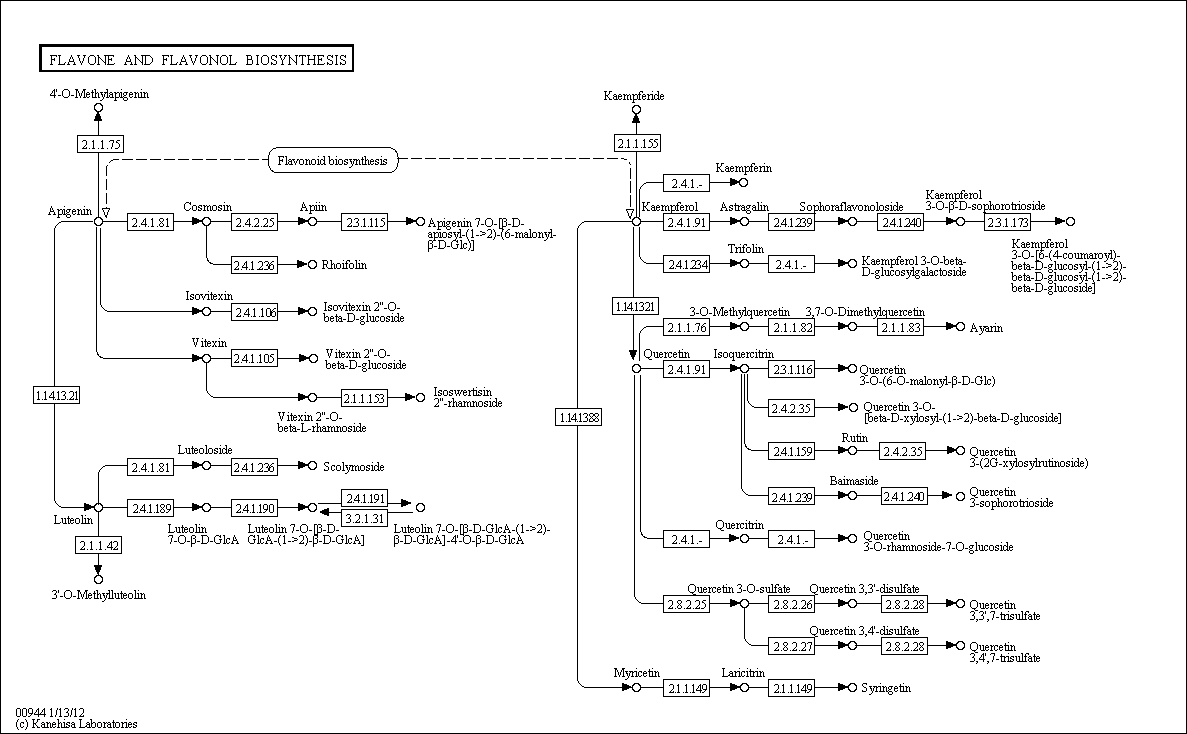 FLAVONE AND FLAVONOL BIOSYNTHESIS
4'-O-Methylapigenin
2.1.1.75
Flavonoid biosynthesis
Apigenin
2.4.1.81
Cosmosin
2.4.2.25
Apiin
2.3.1.115
Apigenin 7-O-[β-D-
apiosyl-(1->2)-(6-malonyl-
β-D-Glc)]
2.4.1.236
Rhoifolin
Isovitexin
2.4.1.106
Isovitexin 2"-O-
beta-D-glucoside
Vitexin
2.4.1.105
Vitexin 2"-O-
beta-D-glucoside
Vitexin 2"-O-
beta-L-rhamnoside
2.1.1.153
Isoswertisin
2"-rhamnoside
1.14.13.21
2.4.1.81
Luteoloside
2.4.1.236
Scolymoside
Luteolin
2.4.1.189
Luteolin
7-O-β-D-GlcA
2.4.1.190
Luteolin 7-O-[β-D-
GlcA-(1->2)-β-D-GlcA]
2.4.1.191
3.2.1.31
Luteolin 7-O-[β-D-GlcA-(1->2)-
β-D-GlcA]-4'-O-β-D-GlcA
2.1.1.42
3'-O-Methylluteolin
Kaempferide
2.1.1.155
2.4.1.-
Kaempferin
Kaempferol
2.4.1.91
Astragalin
2.4.1.239
Sophoraflavonoloside
2.4.1.240
Kaempferol
3-O-β-D-sophorotrioside
2.3.1.173
Kaempferol
3-O-[6-(4-coumaroyl)-
beta-D-glucosyl-(1->2)-
beta-D-glucosyl-(1->2)-
beta-D-glucoside]
2.4.1.234
Trifolin
2.4.1.-
Kaempferol 3-O-beta-
D-glucosylgalactoside
1.14.13.21
2.1.1.76
3-O-Methylquercetin
2.1.1.82
3,7-O-Dimethylquercetin
2.1.1.83
Ayarin
Quercetin
2.4.1.91
Isoquercitrin
2.3.1.116
Quercetin
3-O-(6-O-malonyl-β-D-Glc)
2.4.2.35
Quercetin 3-O-
[beta-D-xylosyl-(1->2)-beta-D-glucoside]
1.14.13.88
2.4.1.159
Rutin
2.4.2.35
Quercetin
3-(2G-xylosylrutinoside)
2.4.1.239
Baimaside
2.4.1.240
Quercetin
3-sophorotrioside
2.4.1.-
Quercitrin
2.4.1.-
Quercetin
3-O-rhamnoside-7-O-glucoside
2.8.2.25
Quercetin 3-O-sulfate
2.8.2.26
Quercetin 3,3'-disulfate
2.8.2.28
Quercetin
3,3',7-trisulfate
2.8.2.27
Quercetin 3,4'-disulfate
2.8.2.28
Quercetin
3,4',7-trisulfate
Myricetin
2.1.1.149
Laricitrin
2.1.1.149
Syringetin
00944 1/13/12
(c) Kanehisa Laboratories